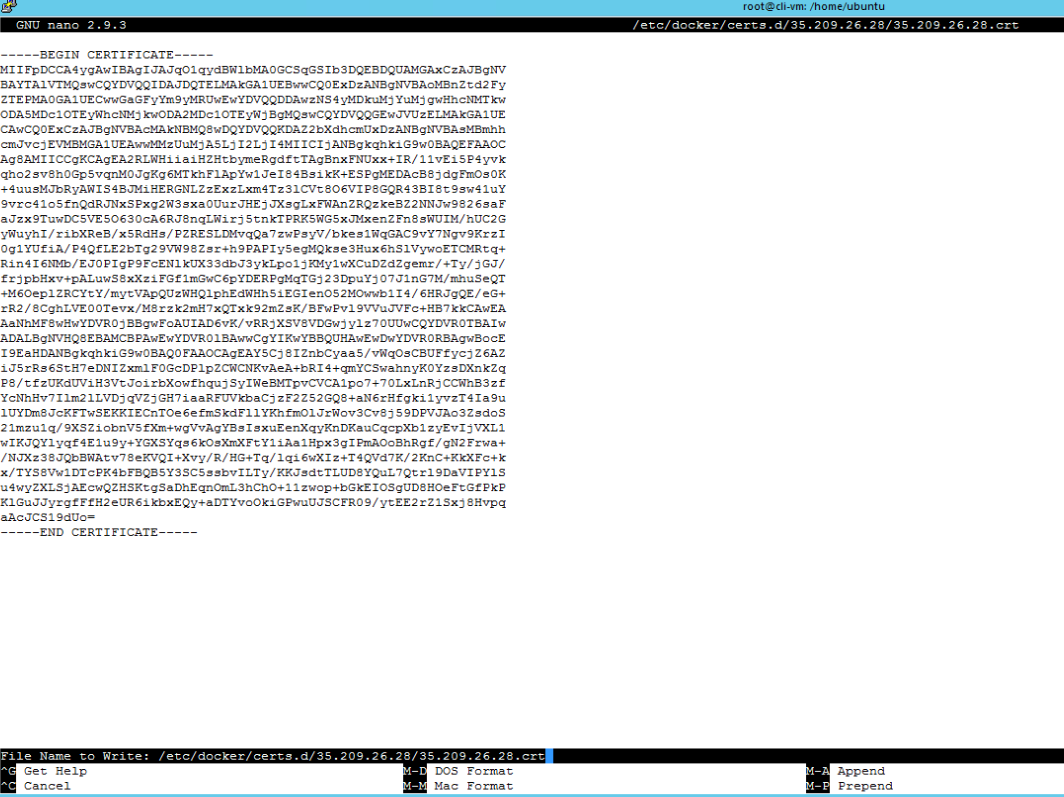 root@cli-vm: /home/ubuntu
GNU nano 2.9.3 /etc/docker/certs.d/35.209.26.28/35.209.26.28.crt
-----BEGIN CERTIFICATE-----
MIIFpDCCA4ygAwIBAgIJAJqO1qydBWlbMA0GCSqGSIb3DQEBDQUAMGAxCzAJBgNV
BAYTAlVTMQswCQYDVQQIDAJDQTELMAkGA1UEBwwCQ0ExDzANBgNVBAoMBnZtd2Fy
ZTEPMA0GA1UECwwGaGFyYm9yMRUwEwYDVQQDDAwzNS4yMDkuMjYuMjgwHhcNMTkw
ODA5MDc1OTEyWhcNMjkwODA2MDc1OTEyWjBgMQswCQYDVQQGEwJVUzELMAkGA1UE
CAwCQ0ExCzAJBgNVBAcMAkNBMQ8wDQYDVQQKDAZ2bXdhcmUxDzANBgNVBAsMBmhh
cmJvcjEVMBMGA1UEAwwMMzUuMjA5LjI2LjI4MIICIjANBgkqhkiG9w0BAQEFAAOC
Ag8AMIICCgKCAgEA2RLWHiiaiHZHtbymeRgdftTAgBnxFNUxx+IR/11vEi5P4yvk
qho2sv8h0Gp5vqnM0JgKg6MTkhFlApYw1JeI84BsikK+ESPgMEDAcB8jdgFmOs0K
+4uusMJbRyAWIS4BJMiHERGNLZzExzLxm4Tz3lCVt8O6VIP8GQR43BI8t9sw41uY
9vrc41o5fnQdRJNxSPxg2W3sxa0UurJHEjJXsgLxFWAnZRQzkeBZ2NNJw9826saF
aJzx9TuwDC5VE5O630cA6RJ8nqLWirj5tnkTPRK5WG5xJMxenZFn8sWUIM/hUC2G
yWuyhI/ribXReB/x5RdHs/PZRESLDMvqQa7zwPsyV/bkes1WqGAC9vY7Ngv9KrzI
0g1YUfiA/P4QfLE2bTg29VW98Zsr+h9PAPIy5egMQkse3Hux6hSlVywoETCMRtq+
Rin4I6NMb/EJ0PIgP9FcENlkUX33dbJ3ykLpo1jKMy1wXCuDZdZgemr/+Ty/jGJ/
frjpbHxv+pALuwS8xXziFGf1mGwC6pYDERPgMqTGj23DpuYj07J1nG7M/mhuSeQT
+M6OeplZRCYtY/mytVApQUzWHQlphEdWHh5iEGIenO52MOwwb1I4/6HRJgQE/eG+
rR2/8CghLVE00Tevx/M8rzk2mH7xQTxk92mZsK/BFwPvl9VVuJVFc+HB7kkCAwEA
AaNhMF8wHwYDVR0jBBgwFoAUIAD6vK/vRRjXSV8VDGwjylz70UUwCQYDVR0TBAIw
ADALBgNVHQ8EBAMCBPAwEwYDVR0lBAwwCgYIKwYBBQUHAwEwDwYDVR0RBAgwBocE
I9EaHDANBgkqhkiG9w0BAQ0FAAOCAgEAY5Cj8IZnbCyaa5/vWqOsCBUFfycjZ6AZ
iJ5rRs6StH7eDNIZxmlF0GcDPlpZCWCNKvAeA+bRI4+qmYCSwahnyK0YzsDXnkZq
P8/tfzUKdUViH3VtJoirbXowfhqujSyIWeBMTpvCVCA1po7+70LxLnRjCCWhB3zf
YcNhHv7Ilm2lLVDjqVZjGH7iaaRFUVkbaCjzF2Z52GQ8+aN6rHfgki1yvzT4Ia9u
lUYDm8JcKFTwSEKKIECnTOe6efmSkdFllYKhfmOlJrWov3Cv8j59DPVJAo3ZsdoS
21mzu1q/9XSZiobnV5fXm+wgVvAgYBsIsxuEenXqyKnDKauCqcpXb1zyEvIjVXL1
wIKJQYlyqf4E1u9y+YGXSYQs6kOsXmXFtY1iAa1Hpx3gIPmAOoBhRgf/gN2Frwa+
/NJXz38JQbBWAtv78eKVQI+Xvy/R/HG+Tq/lqi6wXIz+T4QVd7K/2KnC+KkXFc+k
x/TYS8Vw1DTcPK4bFBQB5Y3SC5ssbvILTy/KKJsdtTLUD8YQuL7Qtrl9DaVIPYlS
u4wyZXLSjAEcwQZHSKtgSaDhEqnOmL3hChO+11zwop+bGkEIOSgUD8HOeFtGfPkP
KlGuJJyrgfFfH2eUR6ikbxEQy+aDTYvoOkiGPwuUJSCFR09/ytEE2rZ1Sxj8Hvpq
aAcJCS19dUo=
-----END CERTIFICATE-----
File Name to Write: /etc/docker/certs.d/35.209.26.28/35.209.26.28.crt
^G Get Help M-D DOS Format M-A Append
^C Cancel M-M Mac Format M-P Prepend